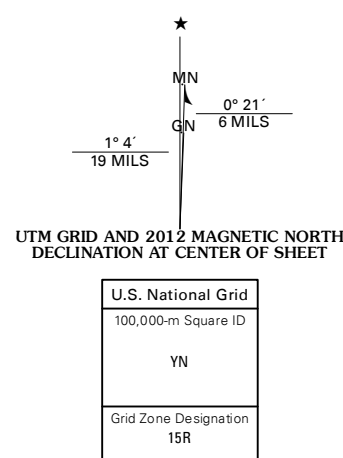 ★
MN
0° 21´
6 MILS
GN
1° 4´
19 MILS
UTM GRID AND 2012 MAGNETIC NORTH
DECLINATION AT CENTER OF SHEET
U.S. National Grid
100,000-m Square ID
YN
Grid Zone Designation
15R